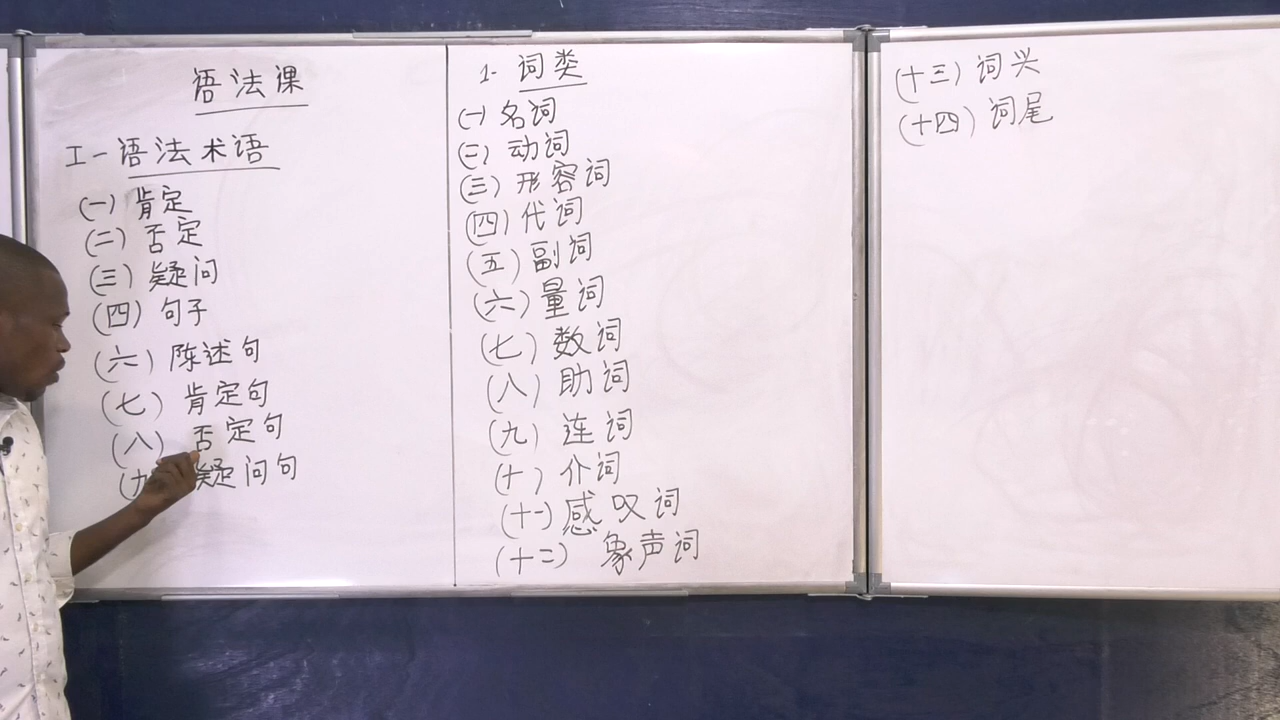 语法课
I-语法术语
(一) 肯定
(二) 否定
(三) 疑问
(四) 句子
(六) 陈述句
(七) 肯定句
(八) 否定句
(九 疑问句
1- 词类
(一) 名词
(二) 动词
(三) 形容词
(四) 代词
(五) 副词
(六) 量词
(七) 数词
(八) 助词
(九) 连词
(十) 介词
(十一) 感叹词
(十二) 象声词
(十三) 词兴
(十四) 词尾